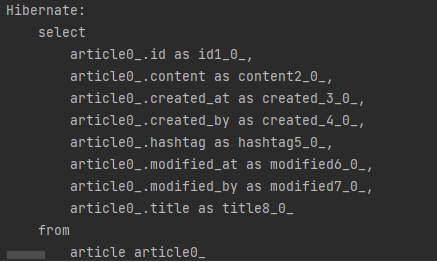 Hibernate:
    select
        article0_.id as id1_0_,
        article0_.content as content2_0_,
        article0_.created_at as created_3_0_,
        article0_.created_by as created_4_0_,
        article0_.hashtag as hashtag5_0_,
        article0_.modified_at as modified6_0_,
        article0_.modified_by as modified7_0_,
        article0_.title as title8_0_
    from
        article article0_